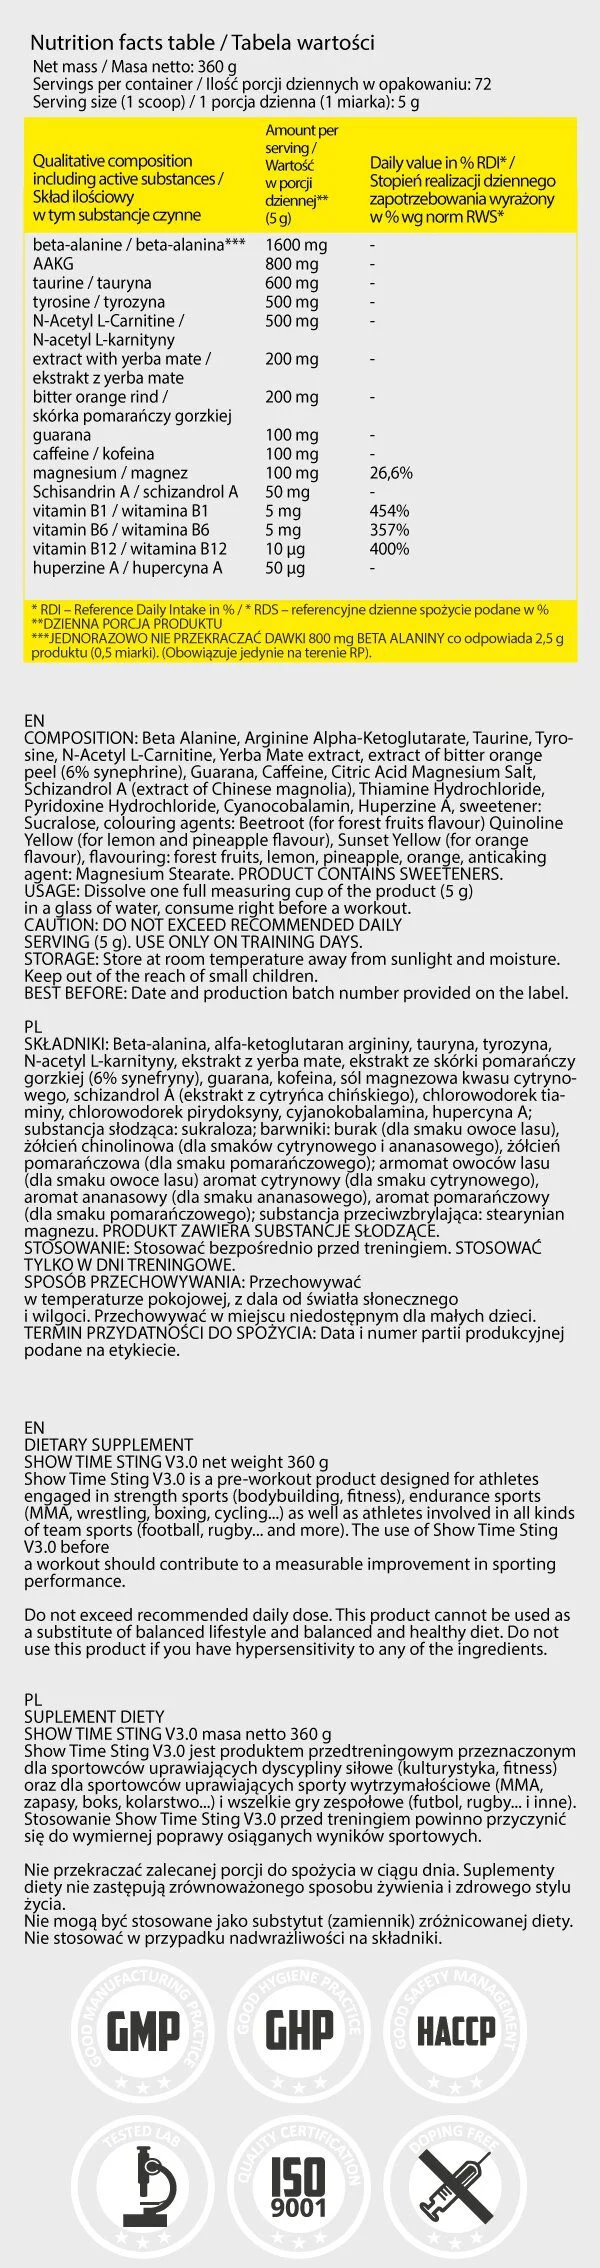 Nutrition facts table / Tabela wartości
Net mass / Masa netto: 360 g
Servings per container / Ilość porcji dziennych w opakowaniu: 72
Serving size (1 scoop) / 1 porcja dzienna (1 miarka): 5 g
Qualitative composition
including active substances /
Skład ilościowy
w tym substancje czynne
Amount per
serving /
Wartość
w porcji
dziennej**
(5 g)
Daily value in % RDI* /
Stopień realizacji dziennego
zapotrzebowania wyrażony
w % wg norm RWS*
beta-alanine / beta-alanina*** 1600 mg -
AAKG 800 mg -
taurine / tauryna 600 mg -
tyrosine / tyrozyna 500 mg -
N-Acetyl L-Carnitine / 500 mg -
N-acetyl L-karnityny
extract with yerba mate / 200 mg -
ekstrakt z yerba mate
bitter orange rind / 200 mg -
skórka pomarańczy gorzkiej
guarana 100 mg -
caffeine / kofeina 100 mg -
magnesium / magnez 100 mg 26,6%
Schisandrin A / schizandrol A 50 mg -
vitamin B1 / witamina B1 5 mg 454%
vitamin B6 / witamina B6 5 mg 357%
vitamin B12 / witamina B12 10 µg 400%
huperzine A / hupercyna A 50 µg -
* RDI – Reference Daily Intake in % / * RDS – referencyjne dzienne spożycie podane w %
**DZIENNA PORCJA PRODUKTU
***JEDNORAZOWO NIE PRZEKRACZAĆ DAWKI 800 mg BETA ALANINY co odpowiada 2,5 g
produktu (0,5 miarki). (Obowiązuje jedynie na terenie RP).
EN
COMPOSITION: Beta Alanine, Arginine Alpha-Ketoglutarate, Taurine, Tyro-
sine, N-Acetyl L-Carnitine, Yerba Mate extract, extract of bitter orange
peel (6% synephrine), Guarana, Caffeine, Citric Acid Magnesium Salt,
Schizandrol A (extract of Chinese magnolia), Thiamine Hydrochloride,
Pyridoxine Hydrochloride, Cyanocobalamin, Huperzine A, sweetener:
Sucralose, colouring agents: Beetroot (for forest fruits flavour) Quinoline
Yellow (for lemon and pineapple flavour), Sunset Yellow (for orange
flavour), flavouring: forest fruits, lemon, pineapple, orange, anticaking
agent: Magnesium Stearate. PRODUCT CONTAINS SWEETENERS.
USAGE: Dissolve one full measuring cup of the product (5 g)
in a glass of water, consume right before a workout.
CAUTION: DO NOT EXCEED RECOMMENDED DAILY
SERVING (5 g). USE ONLY ON TRAINING DAYS.
STORAGE: Store at room temperature away from sunlight and moisture.
Keep out of the reach of small children.
BEST BEFORE: Date and production batch number provided on the label.
PL
SKŁADNIKI: Beta-alanina, alfa-ketoglutaran argininy, tauryna, tyrozyna,
N-acetyl L-karnityny, ekstrakt z yerba mate, ekstrakt ze skórki pomarańczy
gorzkiej (6% synefryny), guarana, kofeina, sól magnezowa kwasu cytryno-
wego, schizandrol A (ekstrakt z cytryńca chińskiego), chlorowodorek tia-
miny, chlorowodorek pirydoksyny, cyjanokobalamina, hupercyna A;
substancja słodząca: sukraloza; barwniki: burak (dla smaku owoce lasu),
żółcień chinolinowa (dla smaków cytrynowego i ananasowego), żółcień
pomarańczowa (dla smaku pomarańczowego); armomat owoców lasu
(dla smaku owoce lasu) aromat cytrynowy (dla smaku cytrynowego),
aromat ananasowy (dla smaku ananasowego), aromat pomarańczowy
(dla smaku pomarańczowego); substancja przeciwzbrylająca: stearynian
magnezu. PRODUKT ZAWIERA SUBSTANCJE SŁODZĄCE.
STOSOWANIE: Stosować bezpośrednio przed treningiem. STOSOWAĆ
TYLKO W DNI TRENINGOWE.
SPOSÓB PRZECHOWYWANIA: Przechowywać
w temperaturze pokojowej, z dala od światła słonecznego
i wilgoci. Przechowywać w miejscu niedostępnym dla małych dzieci.
TERMIN PRZYDATNOŚCI DO SPOŻYCIA: Data i numer partii produkcyjnej
podane na etykiecie.
EN
DIETARY SUPPLEMENT
SHOW TIME STING V3.0 net weight 360 g
Show Time Sting V3.0 is a pre-workout product designed for athletes
engaged in strength sports (bodybuilding, fitness), endurance sports
(MMA, wrestling, boxing, cycling...) as well as athletes involved in all kinds
of team sports (football, rugby... and more). The use of Show Time Sting
V3.0 before
a workout should contribute to a measurable improvement in sporting
performance.
Do not exceed recommended daily dose. This product cannot be used as
a substitute of balanced lifestyle and balanced and healthy diet. Do not
use this product if you have hypersensitivity to any of the ingredients.
PL
SUPLEMENT DIETY
SHOW TIME STING V3.0 masa netto 360 g
Show Time Sting V3.0 jest produktem przedtreningowym przeznaczonym
dla sportowców uprawiających dyscypliny siłowe (kulturystyka, fitness)
oraz dla sportowców uprawiających sporty wytrzymałościowe (MMA,
zapasy, boks, kolarstwo...) i wszelkie gry zespołowe (futbol, rugby... i inne).
Stosowanie Show Time Sting V3.0 przed treningiem powinno przyczynić
się do wymiernej poprawy osiąganych wyników sportowych.
Nie przekraczać zalecanej porcji do spożycia w ciągu dnia. Suplementy
diety nie zastępują zrównoważonego sposobu żywienia i zdrowego stylu
życia.
Nie mogą być stosowane jako substytut (zamiennik) zróżnicowanej diety.
Nie stosować w przypadku nadwrażliwości na składniki.
GOOD MANUFACTURING PRACTICE
GMP
GOOD HYGIENE PRACTICE
GHP
GOOD SAFETY MANAGEMENT
HACCP
TESTED LAB
QUALITY CERTIFICATION
ISO
9001
DOPING FREE